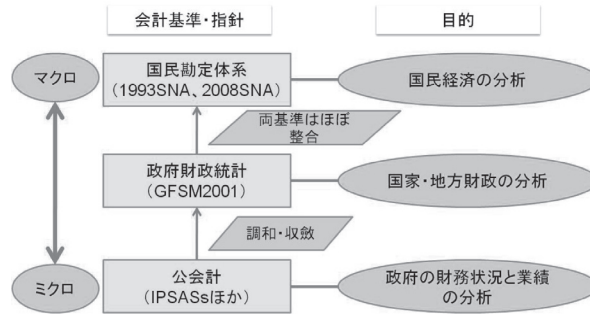 会計基準・指針
目的
マクロ
国民勘定体系
(1993SNA、2008SNA)
国民経済の分析
両基準はほぼ
整合
政府財政統計
(GFSM2001)
国家・地方財政の分析
調和・収斂
ミクロ
公会計
(IPSASsほか)
政府の財務状況と業績
の分析